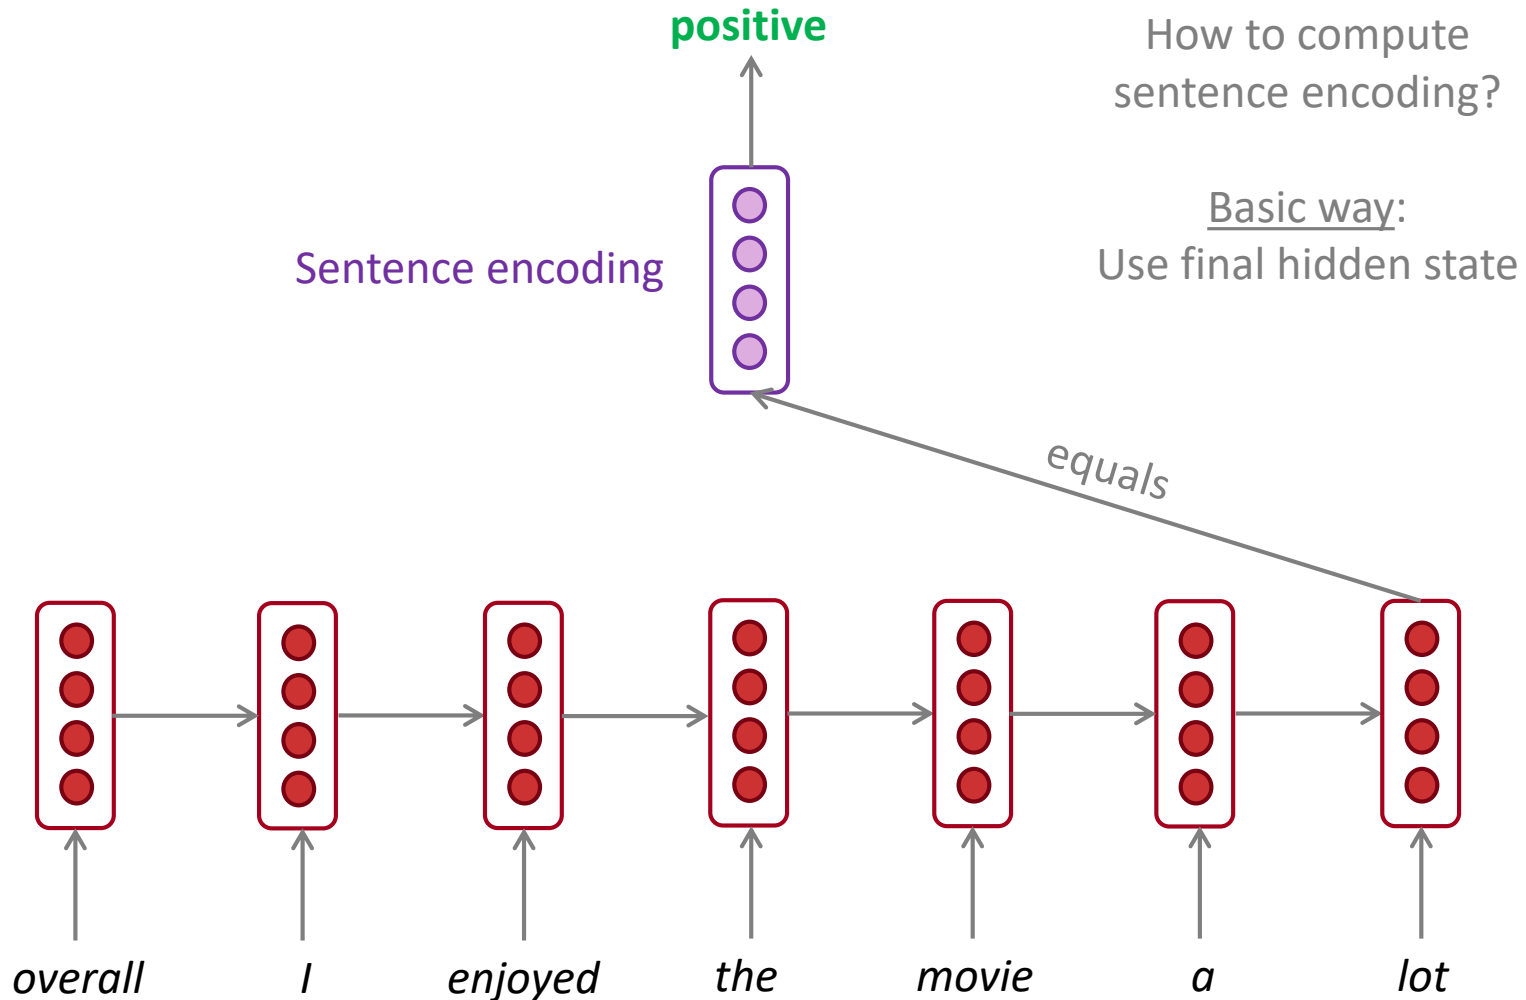 positive
How to compute
sentence encoding?
Basic way:
Use final hidden state
Sentence encoding
equals
overall I enjoyed the movie a lot